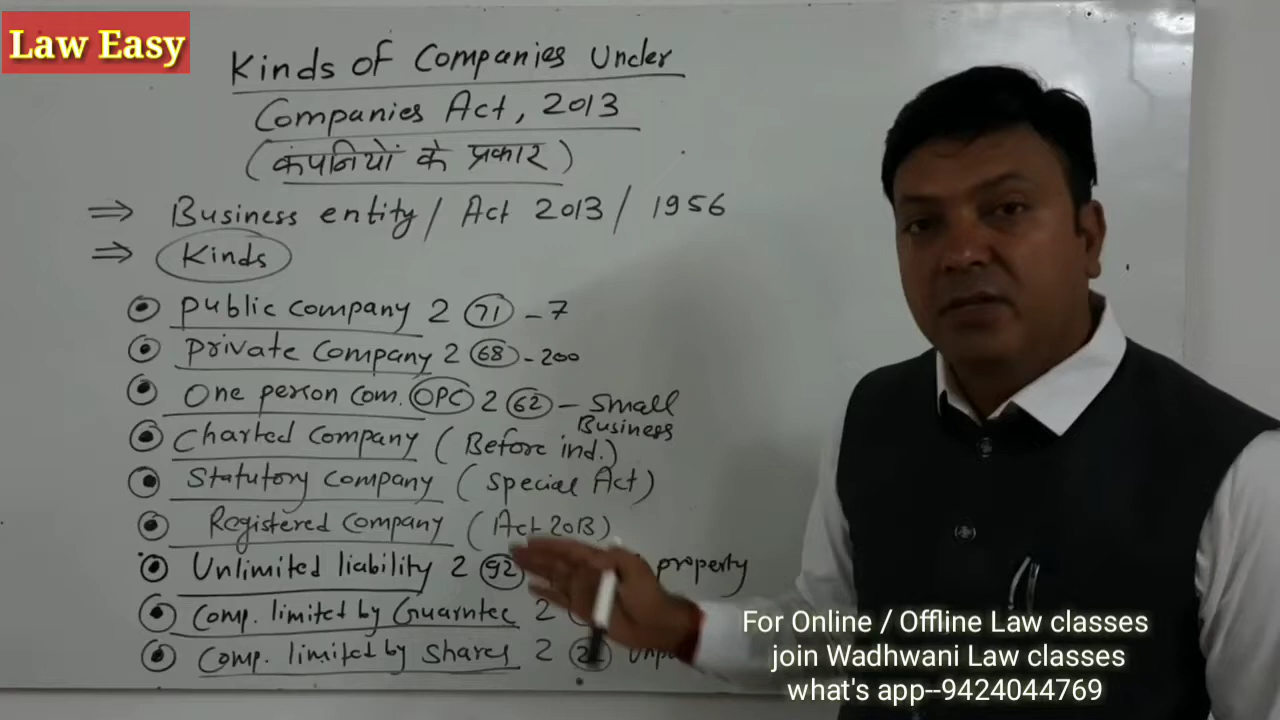 Law Easy
Kinds of Companies Under
Companies Act, 2013
(कंपनियों के प्रकार)
⇒ Business entity / Act 2013 / 1956
⇒ Kinds
• Public company 2 (71) - 7
• Private company 2 (68) - 200
• One person com. OPC 2 (62) - Small
Business
• Charted company (Before ind.)
• Statutory company (Special Act)
• Registered company (Act 2013)
• Unlimited liability 2 (92) property
• Comp. limited by Guarntee 2
• Comp. limited by shares 2
For Online / Offline Law classes
join Wadhwani Law classes
what's app--9424044769